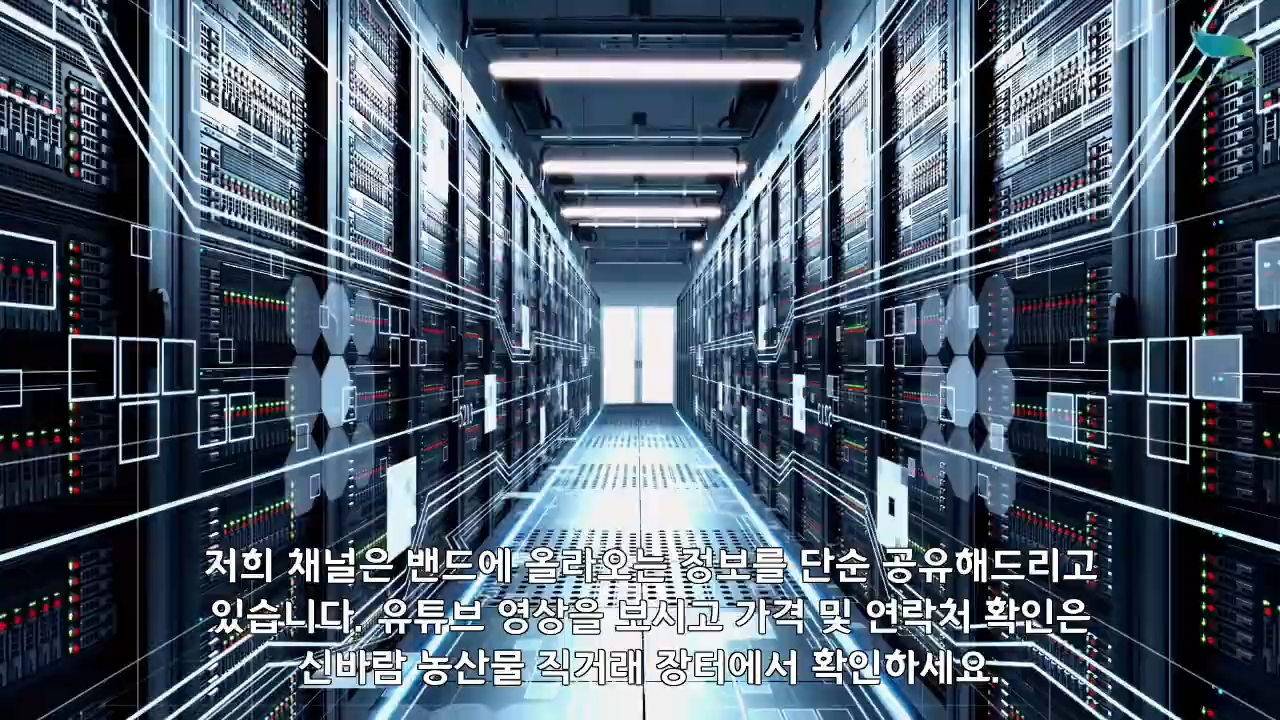 저희 채널은 밴드에 올라오는 정보를 단순 공유해드리고
있습니다. 유튜브 영상을 보시고 가격 및 연락처 확인은
신바람 농산물 직거래 장터에서 확인하세요.